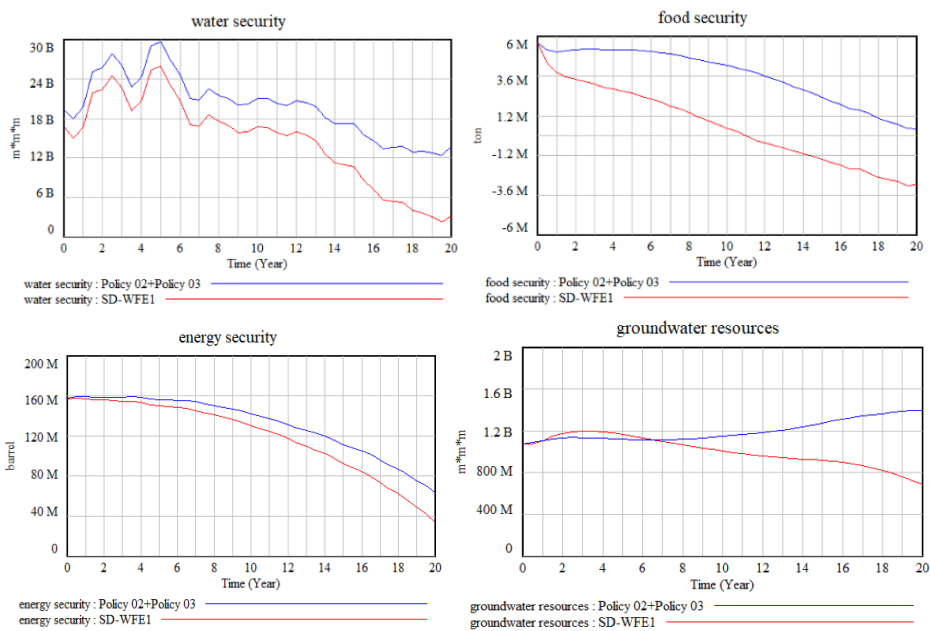 water security
30 B
24 B
18 B
12 B
6 B
0
m*m*m
0 2 4 6 8 10 12 14 16 18 20
Time (Year)
water security : Policy 02+Policy 03
water security : SD-WFE1
food security
6 M
3.6 M
1.2 M
-1.2 M
-3.6 M
-6 M
ton
0 2 4 6 8 10 12 14 16 18 20
Time (Year)
food security : Policy 02+Policy 03
food security : SD-WFE1
energy security
200 M
160 M
120 M
80 M
40 M
0
barrel
0 2 4 6 8 10 12 14 16 18 20
Time (Year)
energy security : Policy 02+Policy 03
energy security : SD-WFE1
groundwater resources
2 B
1.6 B
1.2 B
800 M
400 M
0
m*m*m
0 2 4 6 8 10 12 14 16 18 20
Time (Year)
groundwater resources : Policy 02+Policy 03
groundwater resources : SD-WFE1